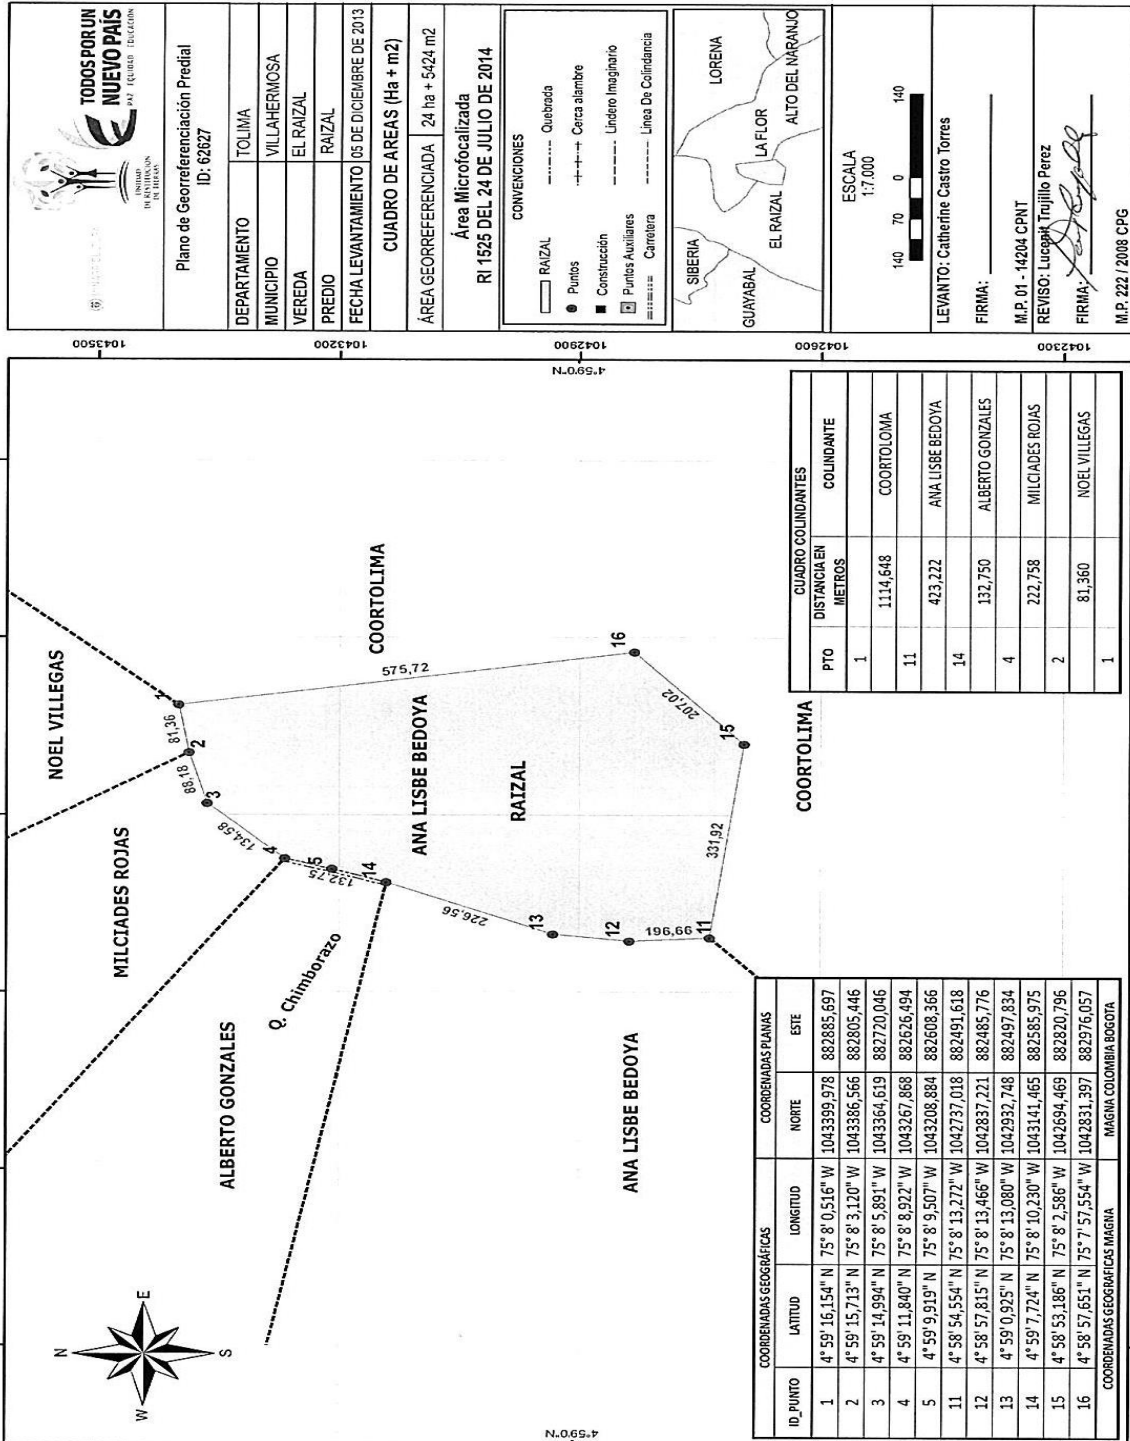 TODOS POR UN
NUEVO PAÍS
PAZ EQUIDAD EDUCACIÓN
UNIDAD
DE RESTITUCIÓN
DE TIERRAS
Plano de Georreferenciación Predial
ID: 62627
DEPARTAMENTO TOLIMA
MUNICIPIO VILLAHERMOSA
VEREDA EL RAIZAL
PREDIO RAIZAL
FECHA LEVANTAMIENTO 05 DE DICIEMBRE DE 2013
CUADRO DE AREAS (Ha + m2)
ÁREA GEORREFERENCIADA 24 ha + 5424 m2
Área Microfocalizada
RI 1525 DEL 24 DE JULIO DE 2014
CONVENCIONES
RAIZAL
Puntos
Construcción
Puntos Auxiliares
Carretera
Quebrada
Cerca alambre
Lindero Imaginario
Linea De Colindancia
SIBERIA
LORENA
GUAYABAL
EL RAIZAL
LA FLOR
ALTO DEL NARANJO
ESCALA
1:7.000
140 70 0 140
LEVANTO: Catherine Castro Torres
FIRMA:
M.P. 01 - 14204 CPNT
REVISO: Lucenit Trujillo Perez
FIRMA:
M.P. 222 / 2008 CPG
1043500
1043200
1042900
1042600
1042300
4°59'0"N
4°59'0"N
N
E
S
W
NOEL VILLEGAS
MILCIADES ROJAS
ALBERTO GONZALES
Q. Chimborazo
COORTOLIMA
ANA LISBE BEDOYA
RAIZAL
ANA LISBE BEDOYA
COORTOLIMA
1
2
3
4
5
14
13
12
11
15
16
81,36
88,18
134,58
132,75
226,56
196,66
331,92
207,02
575,72
CUADRO COLINDANTES
PTO DISTANCIA EN METROS COLINDANTE
1
1114,648 COORTOLOMA
11
423,222 ANA LISBE BEDOYA
14
132,750 ALBERTO GONZALES
4
222,758 MILCIADES ROJAS
2
81,360 NOEL VILLEGAS
1
COORDENADAS GEOGRÁFICAS COORDENADAS PLANAS
ID_PUNTO LATITUD LONGITUD NORTE ESTE
1 4° 59' 16,154" N 75° 8' 0,516" W 1043399,978 882885,697
2 4° 59' 15,713" N 75° 8' 3,120" W 1043386,566 882805,446
3 4° 59' 14,994" N 75° 8' 5,891" W 1043364,619 882720,046
4 4° 59' 11,840" N 75° 8' 8,922" W 1043267,868 882626,494
5 4° 59' 9,919" N 75° 8' 9,507" W 1043208,884 882608,366
11 4° 58' 54,554" N 75° 8' 13,272" W 1042737,018 882491,618
12 4° 58' 57,815" N 75° 8' 13,466" W 1042837,221 882485,776
13 4° 59' 0,925" N 75° 8' 13,080" W 1042932,748 882497,834
14 4° 59' 7,724" N 75° 8' 10,230" W 1043141,465 882585,975
15 4° 58' 53,186" N 75° 8' 2,586" W 1042694,469 882820,796
16 4° 58' 57,651" N 75° 7' 57,554" W 1042831,397 882976,057
COORDENADAS GEOGRAFICAS MAGNA MAGNA COLOMBIA BOGOTA